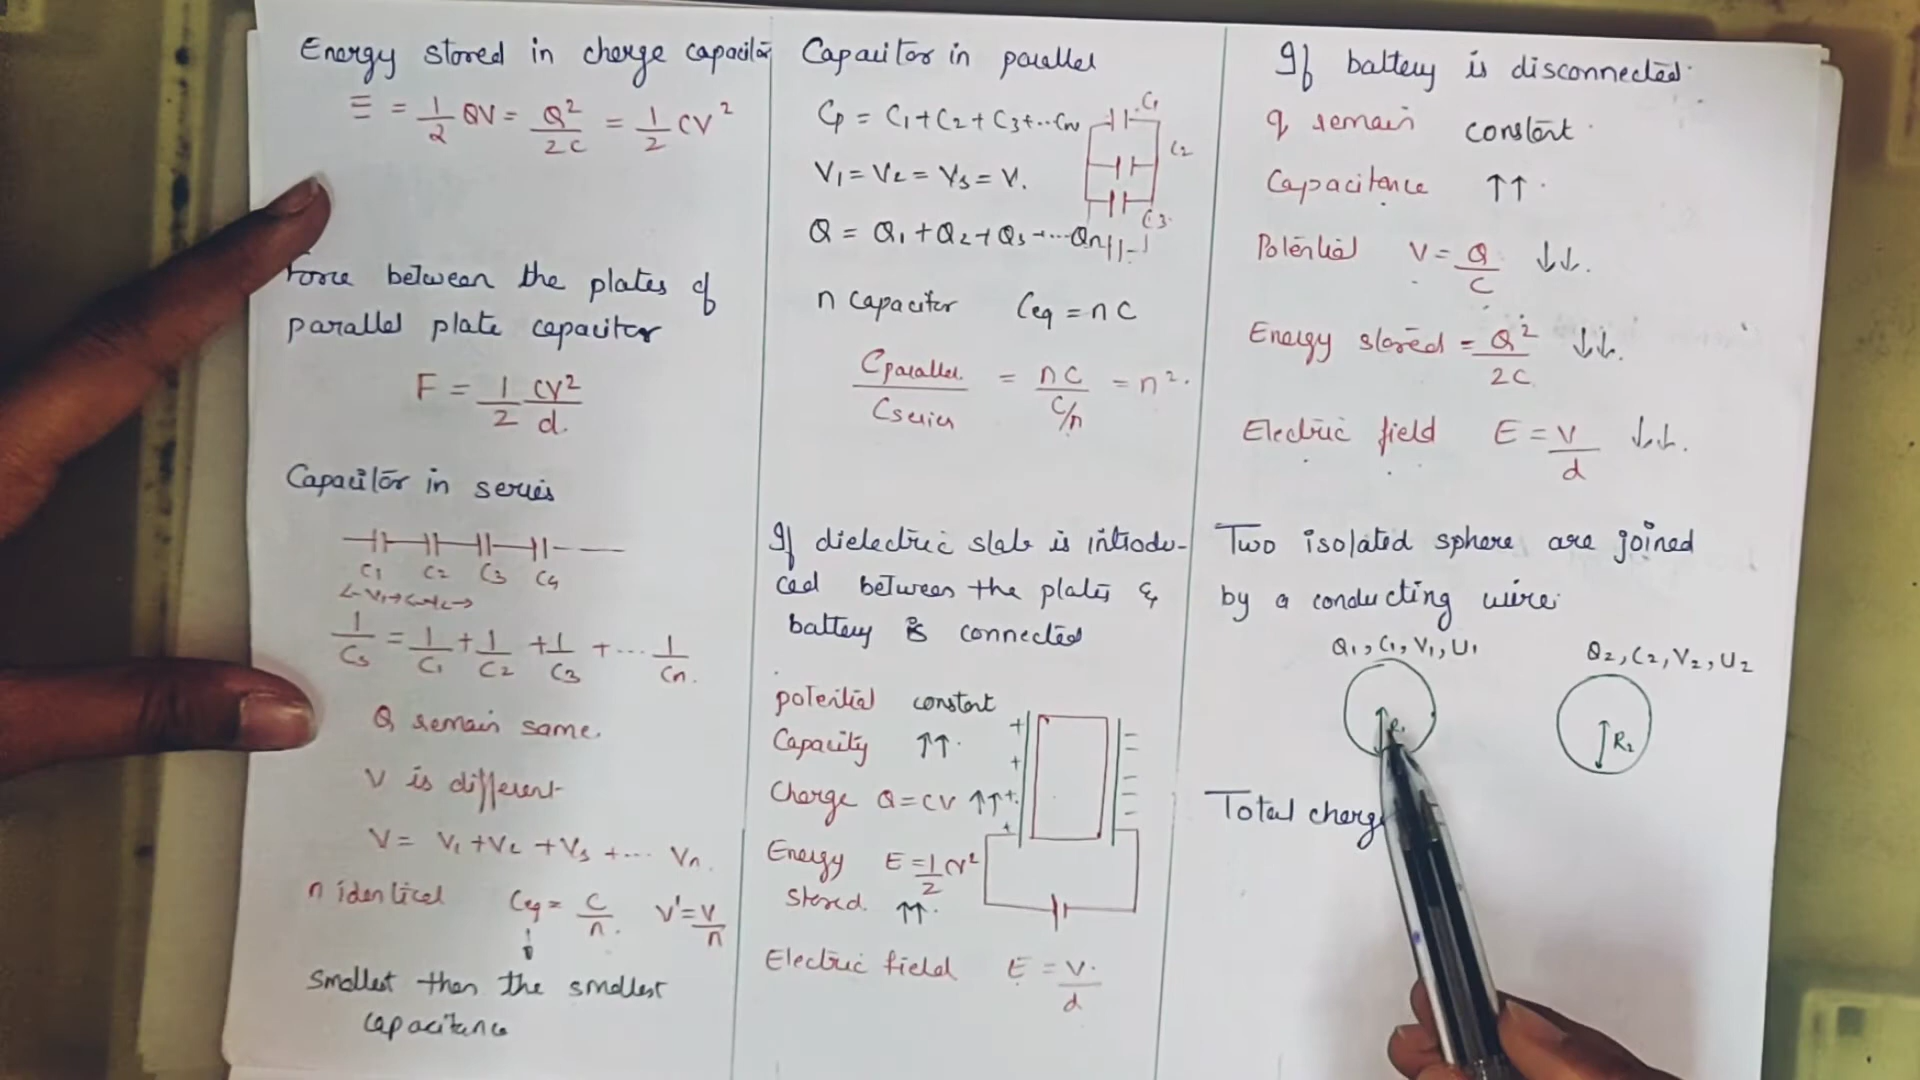 Energy stored in charge capacitor
E = 1/2 QV = Q²/2C = 1/2 CV²
Force between the plates of
parallel plate capacitor
F = 1/2 CV²/d.
Capacitor in series
C1 C2 C3 C4
1/Cs = 1/C1 + 1/C2 + 1/C3 + ... 1/Cn.
Q remain same.
V is different
V = V1 + V2 + V3 + ... Vn.
n identical Ceq = C/n. V' = V/n
Smallest then the smallest
capacitance
Capacitor in parallel
Cp = C1 + C2 + C3 + ... Cn
C1
C2
C3
V1 = V2 = V3 = V.
Q = Q1 + Q2 + Q3 + ... Qn
n capacitor Ceq = nC
Cparallel/Cseries = nC/C/n = n².
If dielectric slab is introdu-
ced between the plates &
battery is connected
potential constant
Capacity ↑↑.
Charge Q = CV ↑↑
Energy E = 1/2 CV²
stored. ↑↑.
Electric field E = V/d
If battery is disconnected
q remain constant
Capacitance ↑↑.
Potential V = Q/C ↓↓.
Energy stored = Q²/2C ↓↓.
Electric field E = V/d ↓↓.
Two isolated sphere are joined
by a conducting wire
Q1, C1, V1, U1
Q2, C2, V2, U2
R1
R2
Total charge